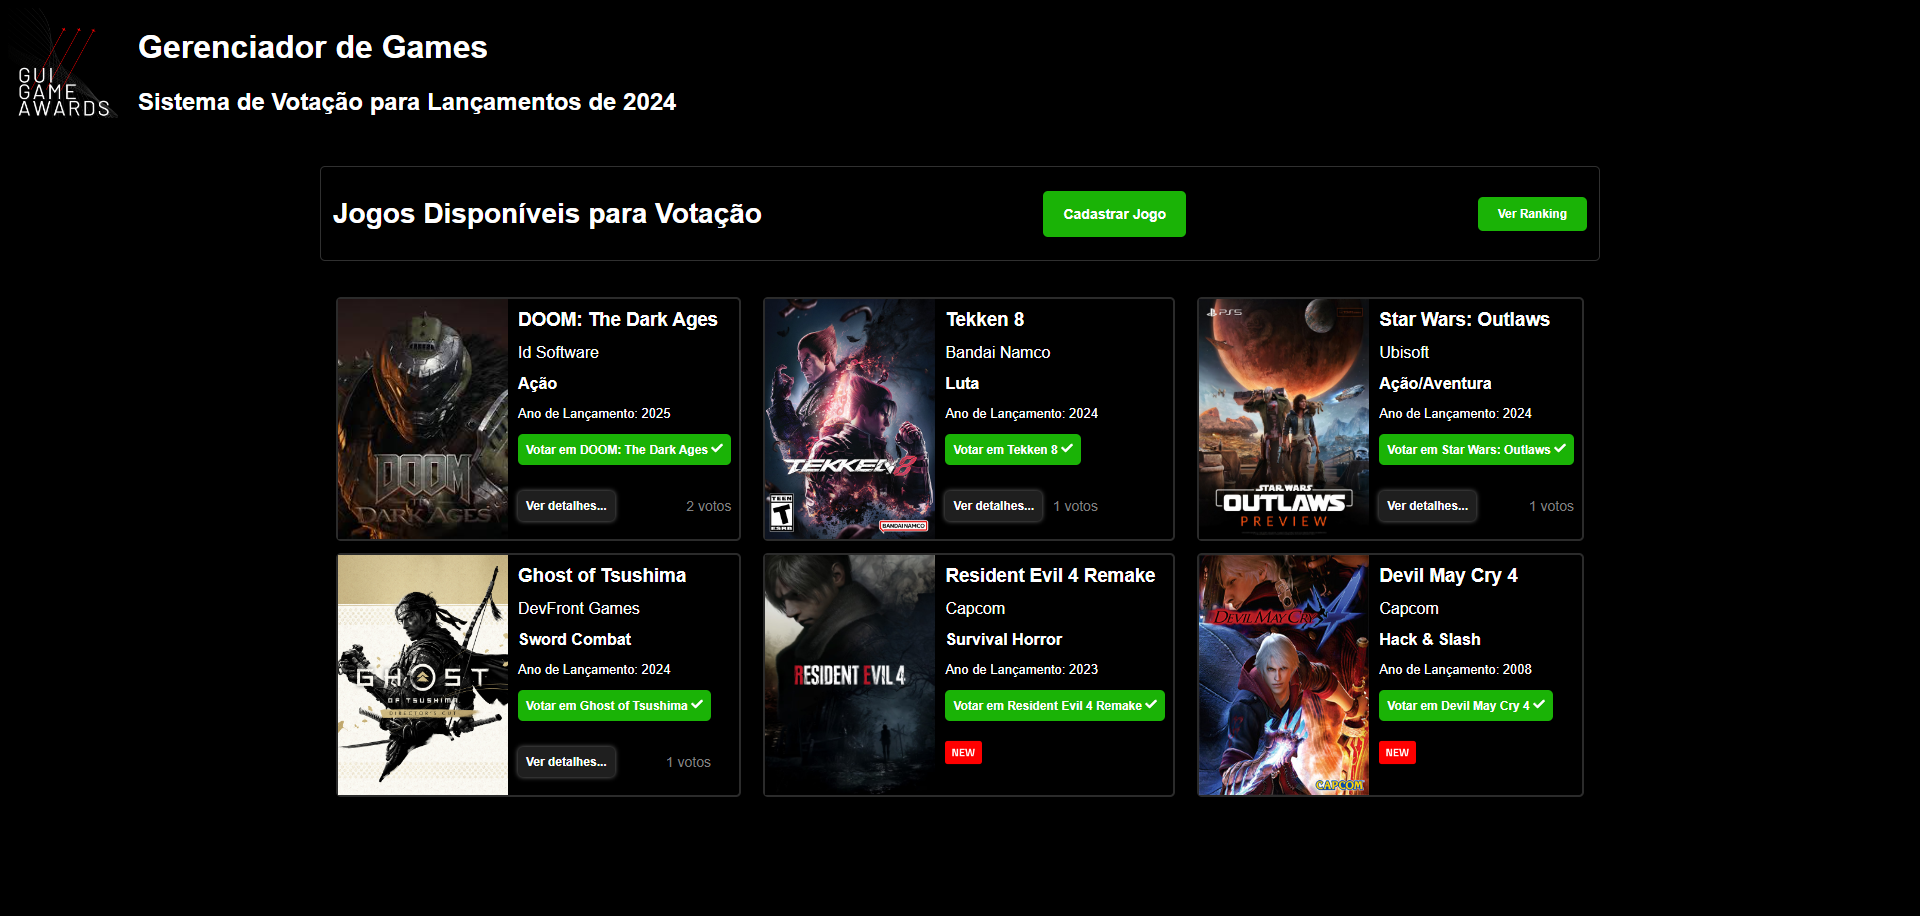 GUI
GAME
AWARDS
Gerenciador de Games
Sistema de Votação para Lançamentos de 2024
Jogos Disponíveis para Votação
Cadastrar Jogo
Ver Ranking
DOOM
THE
DARK AGES
DOOM: The Dark Ages
Id Software
Ação
Ano de Lançamento: 2025
Votar em DOOM: The Dark Ages
Ver detalhes...
2 votos
TEKKEN 8
TEEN
T
ESRB
BANDAI NAMCO
Tekken 8
Bandai Namco
Luta
Ano de Lançamento: 2024
Votar em Tekken 8
Ver detalhes...
1 votos
PS5
STAR WARS
OUTLAWS
PREVIEW
Star Wars: Outlaws
Ubisoft
Ação/Aventura
Ano de Lançamento: 2024
Votar em Star Wars: Outlaws
Ver detalhes...
1 votos
GHOST
OF TSUSHIMA
DIRECTOR'S CUT
Ghost of Tsushima
DevFront Games
Sword Combat
Ano de Lançamento: 2024
Votar em Ghost of Tsushima
Ver detalhes...
1 votos
RESIDENT EVIL 4
Resident Evil 4 Remake
Capcom
Survival Horror
Ano de Lançamento: 2023
Votar em Resident Evil 4 Remake
NEW
DEVIL MAY CRY 4
CAPCOM
Devil May Cry 4
Capcom
Hack & Slash
Ano de Lançamento: 2008
Votar em Devil May Cry 4
NEW